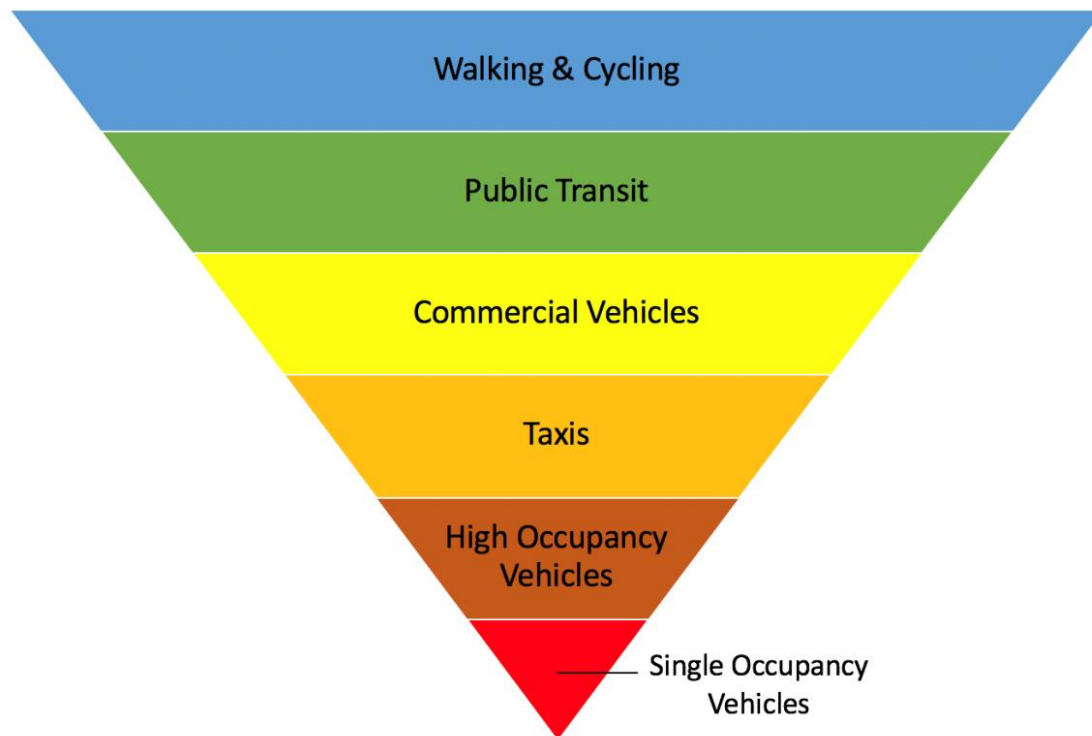 Walking & Cycling
Public Transit
Commercial Vehicles
Taxis
High Occupancy
Vehicles
Single Occupancy
Vehicles